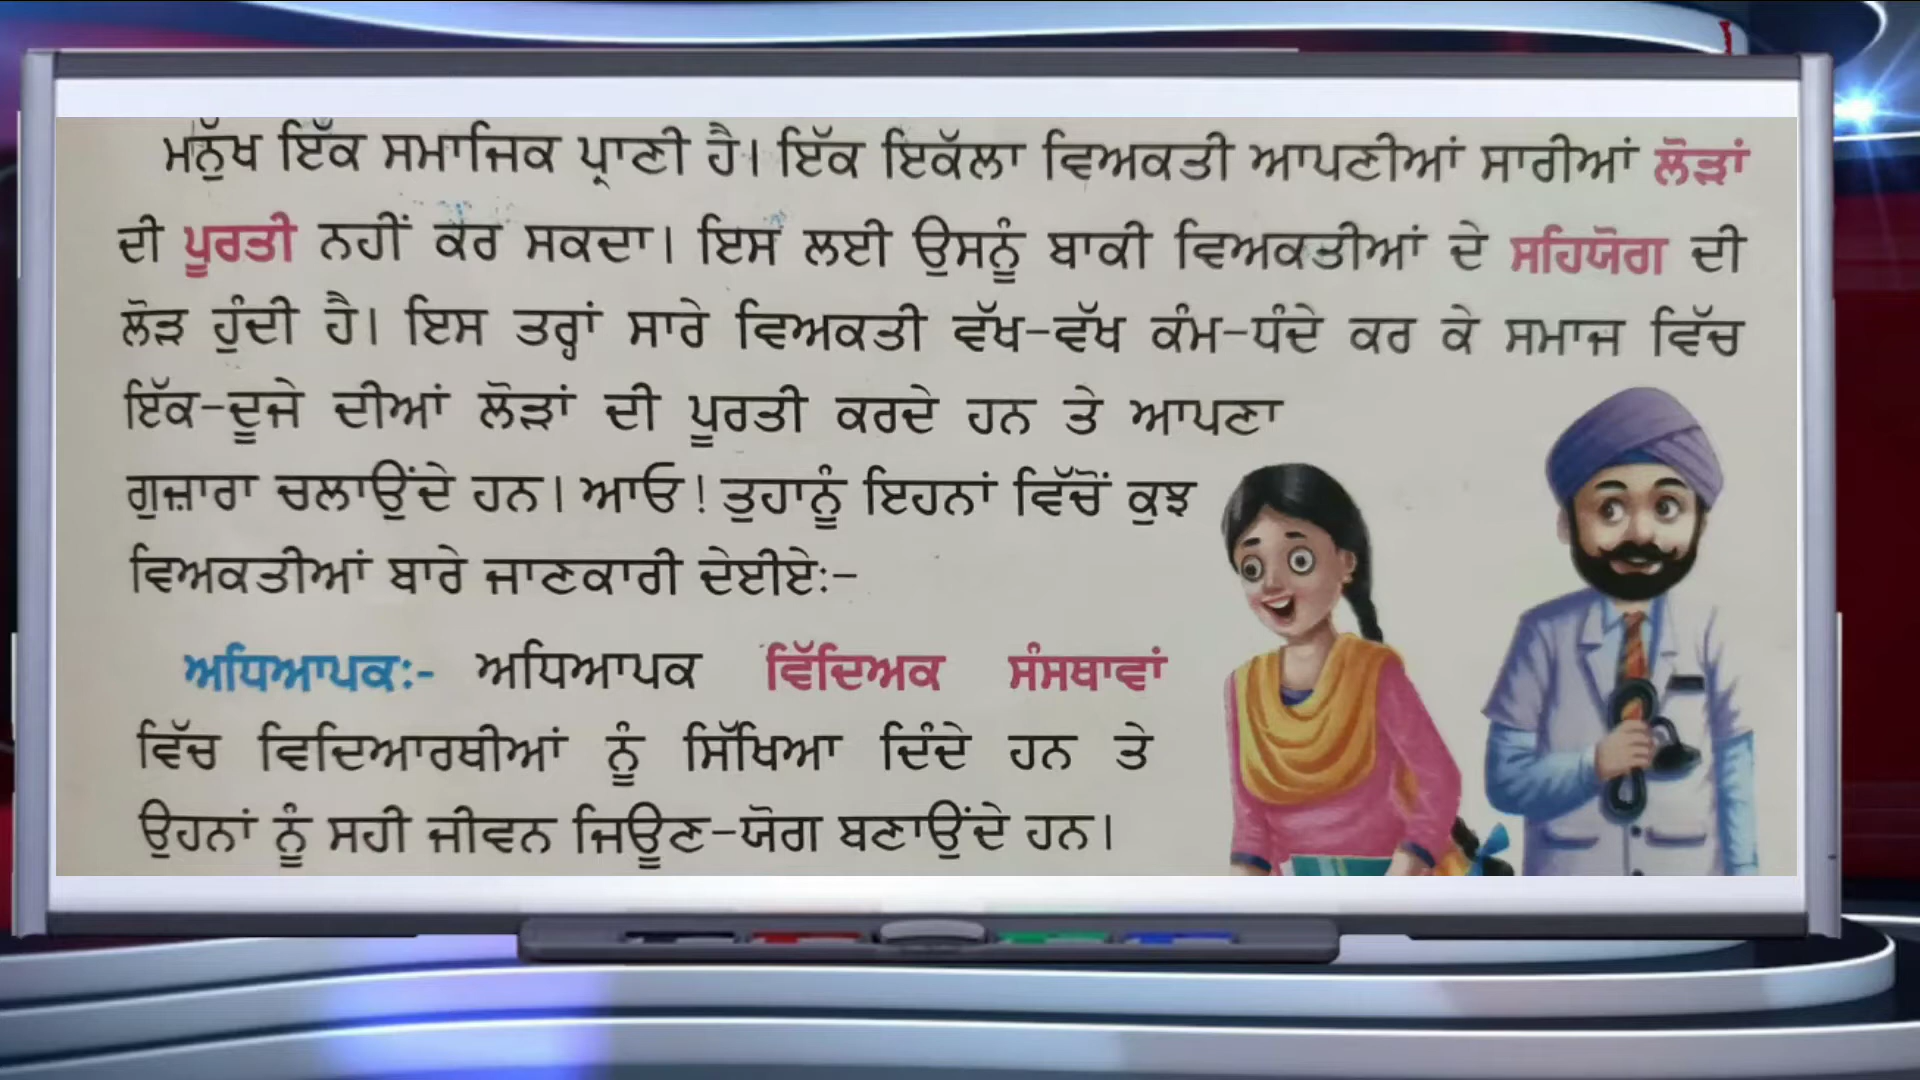 ਮਨੁੱਖ ਇੱਕ ਸਮਾਜਿਕ ਪ੍ਰਾਣੀ ਹੈ। ਇੱਕ ਇਕੱਲਾ ਵਿਅਕਤੀ ਆਪਣੀਆਂ ਸਾਰੀਆਂ ਲੋੜਾਂ
ਦੀ ਪੂਰਤੀ ਨਹੀਂ ਕਰ ਸਕਦਾ। ਇਸ ਲਈ ਉਸਨੂੰ ਬਾਕੀ ਵਿਅਕਤੀਆਂ ਦੇ ਸਹਿਯੋਗ ਦੀ
ਲੋੜ ਹੁੰਦੀ ਹੈ। ਇਸ ਤਰ੍ਹਾਂ ਸਾਰੇ ਵਿਅਕਤੀ ਵੱਖ-ਵੱਖ ਕੰਮ-ਧੰਦੇ ਕਰ ਕੇ ਸਮਾਜ ਵਿੱਚ
ਇੱਕ-ਦੂਜੇ ਦੀਆਂ ਲੋੜਾਂ ਦੀ ਪੂਰਤੀ ਕਰਦੇ ਹਨ ਤੇ ਆਪਣਾ
ਗੁਜ਼ਾਰਾ ਚਲਾਉਂਦੇ ਹਨ। ਆਓ! ਤੁਹਾਨੂੰ ਇਹਨਾਂ ਵਿੱਚੋਂ ਕੁਝ
ਵਿਅਕਤੀਆਂ ਬਾਰੇ ਜਾਣਕਾਰੀ ਦੇਈਏ:-
ਅਧਿਆਪਕ:- ਅਧਿਆਪਕ ਵਿੱਦਿਅਕ ਸੰਸਥਾਵਾਂ
ਵਿੱਚ ਵਿਦਿਆਰਥੀਆਂ ਨੂੰ ਸਿੱਖਿਆ ਦਿੰਦੇ ਹਨ ਤੇ
ਉਹਨਾਂ ਨੂੰ ਸਹੀ ਜੀਵਨ ਜਿਊਣ-ਯੋਗ ਬਣਾਉਂਦੇ ਹਨ।